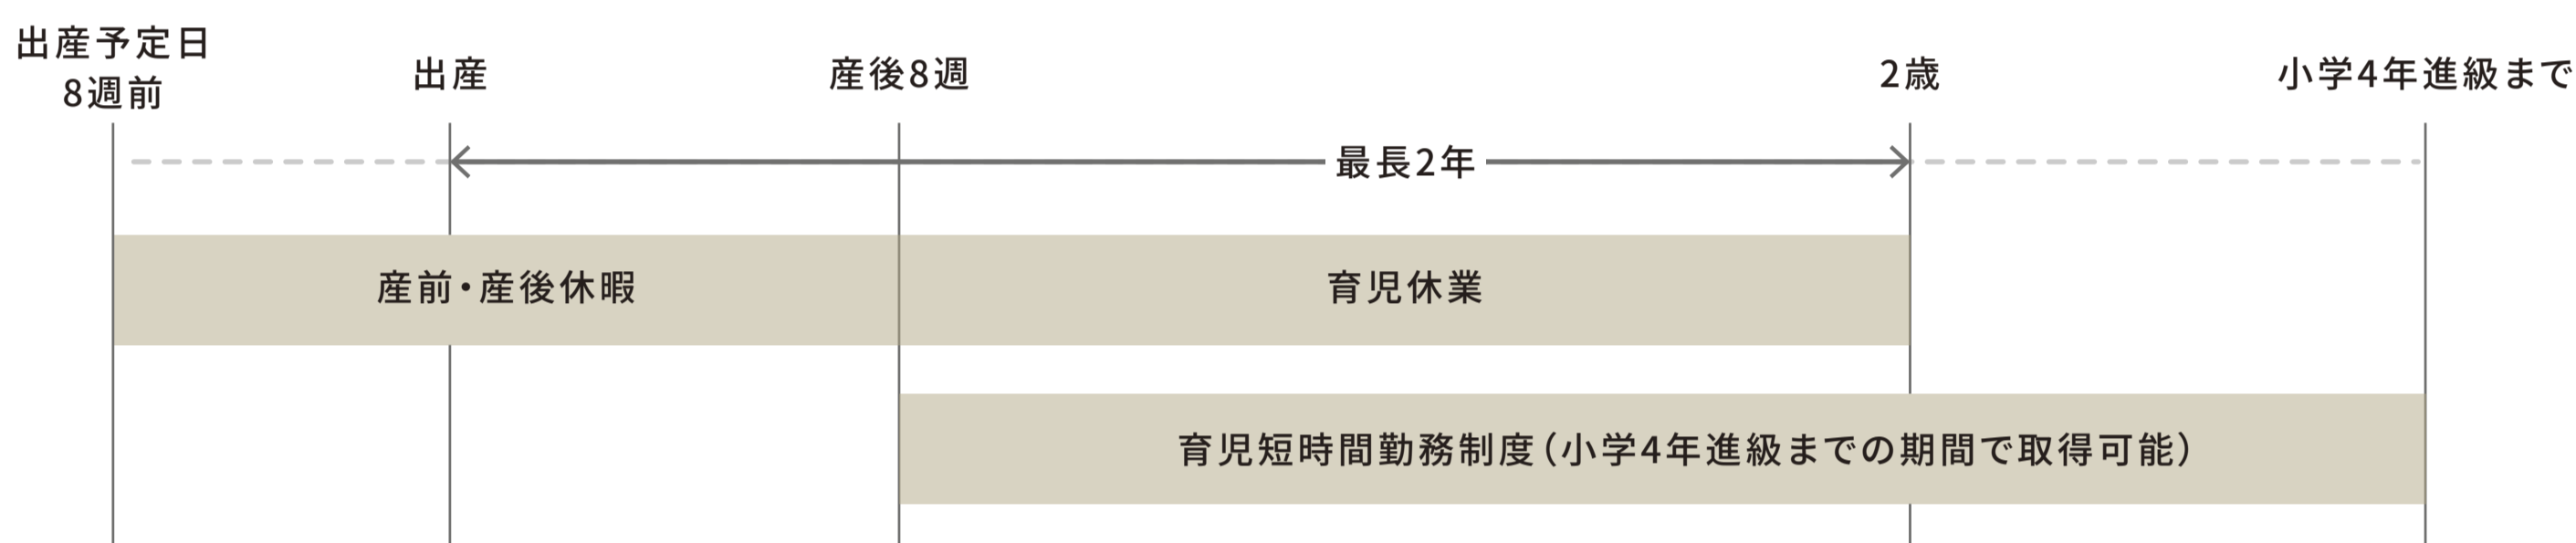 出産予定日
8週前
出産
産後8週
2歳
小学4年進級まで
最長2年
産前・産後休暇
育児休業
育児短時間勤務制度（小学4年進級までの期間で取得可能）